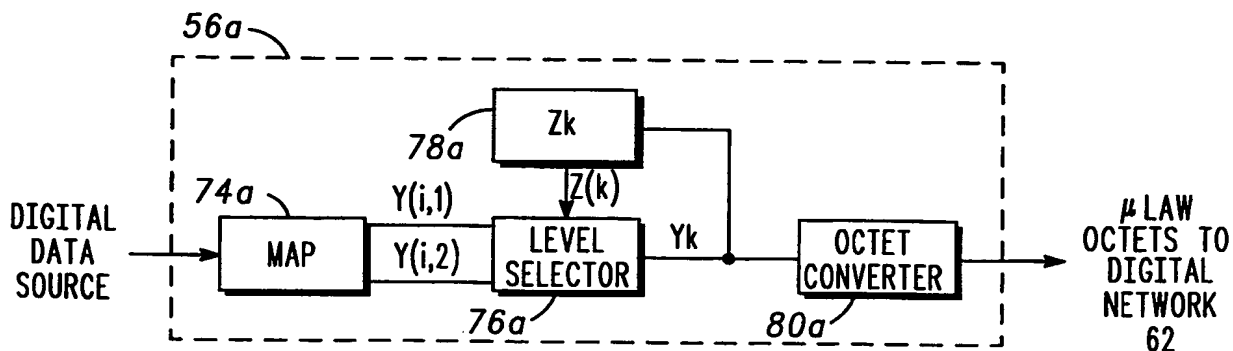 56a
Zk
78a
Z(k)
74a
Y(i,1)
DIGITAL
DATA
SOURCE
MAP
Y(i,2)
LEVEL
SELECTOR
Yk
OCTET
CONVERTER
μ LAW
OCTETS TO
DIGITAL
NETWORK
62
76a
80a